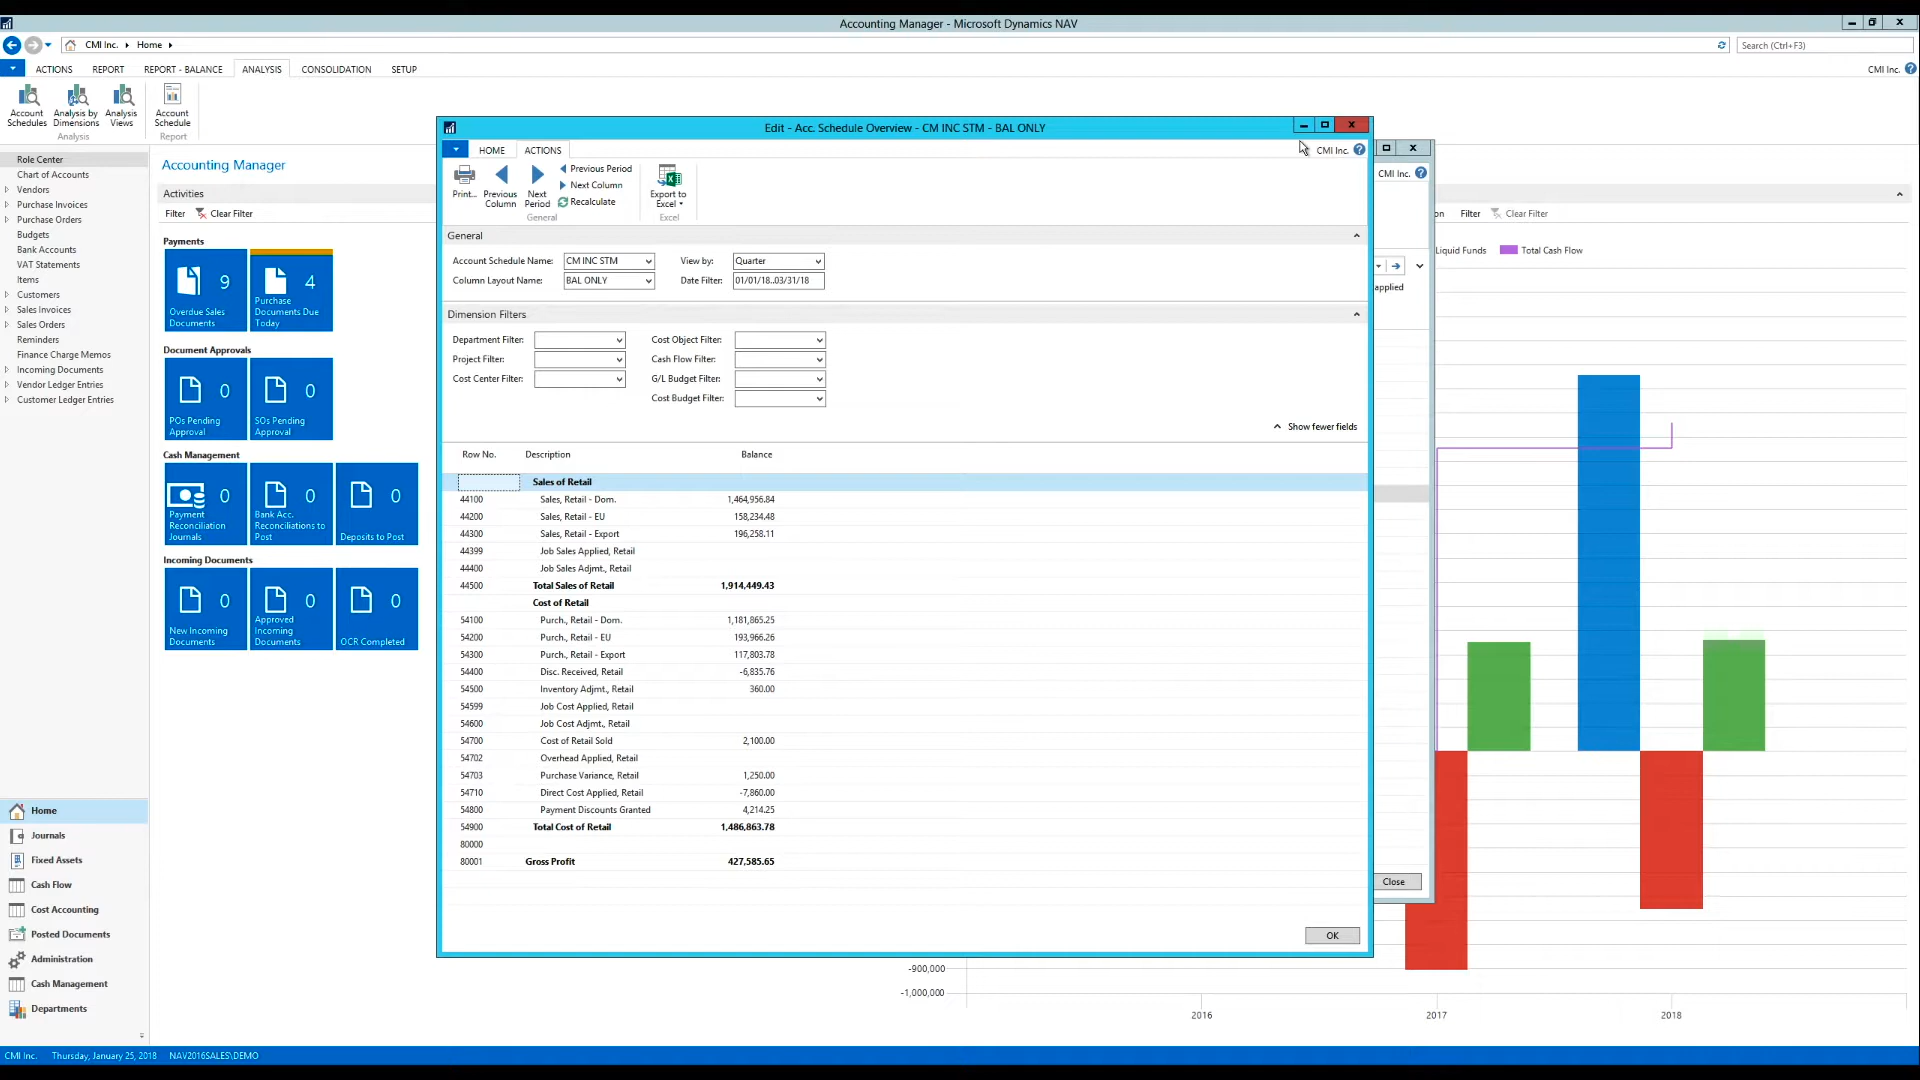 Accounting Manager - Microsoft Dynamics NAV
CMI Inc. Home
Search (Ctrl+F3)
ACTIONS REPORT REPORT - BALANCE ANALYSIS CONSOLIDATION SETUP
CMI Inc.
Account Schedules
Analysis by Dimensions
Analysis Views
Account Schedule
Analysis
Report
Role Center
Chart of Accounts
Vendors
Purchase Invoices
Purchase Orders
Budgets
Bank Accounts
VAT Statements
Items
Customers
Sales Invoices
Sales Orders
Reminders
Finance Charge Memos
Incoming Documents
Vendor Ledger Entries
Customer Ledger Entries
Home
Journals
Fixed Assets
Cash Flow
Cost Accounting
Posted Documents
Administration
Cash Management
Departments
Accounting Manager
Activities
Filter Clear Filter
Payments
9
Overdue Sales Documents
4
Purchase Documents Due Today
Document Approvals
0
POs Pending Approval
0
SOs Pending Approval
Cash Management
0
Payment Reconciliation Journals
0
Bank Acc. Reconciliations to Post
0
Deposits to Post
Incoming Documents
0
New Incoming Documents
0
Approved Incoming Documents
0
OCR Completed
Edit - Acc. Schedule Overview - CM INC STM - BAL ONLY
HOME ACTIONS
CMI Inc.
Print...
Previous Column
Next Period
Previous Period
Next Column
Recalculate
General
Export to Excel
Excel
General
Account Schedule Name: CM INC STM View by: Quarter
Column Layout Name: BAL ONLY Date Filter: 01/01/18..03/31/18
Dimension Filters
Department Filter: Cost Object Filter:
Project Filter: Cash Flow Filter:
Cost Center Filter: G/L Budget Filter:
Cost Budget Filter:
Show fewer fields
Row No. Description Balance
Sales of Retail
44100 Sales, Retail - Dom. 1,464,956.84
44200 Sales, Retail - EU 158,234.48
44300 Sales, Retail - Export 196,258.11
44399 Job Sales Applied, Retail
44400 Job Sales Adjmt., Retail
44500 Total Sales of Retail 1,914,449.43
Cost of Retail
54100 Purch., Retail - Dom. 1,181,865.25
54200 Purch., Retail - EU 193,966.26
54300 Purch., Retail - Export 117,803.78
54400 Disc. Received, Retail -6,835.76
54500 Inventory Adjmt., Retail 360.00
54599 Job Cost Applied, Retail
54600 Job Cost Adjmt., Retail
54700 Cost of Retail Sold 2,100.00
54702 Overhead Applied, Retail
54703 Purchase Variance, Retail 1,250.00
54710 Direct Cost Applied, Retail -7,860.00
54800 Payment Discounts Granted 4,214.25
54900 Total Cost of Retail 1,486,863.78
80000
80001 Gross Profit 427,585.65
OK
CMI Inc.
on Filter Clear Filter
Liquid Funds Total Cash Flow
applied
Close
-900,000
-1,000,000
2016 2017 2018
CMI Inc. Thursday, January 25, 2018 NAV2016SALES\DEMO